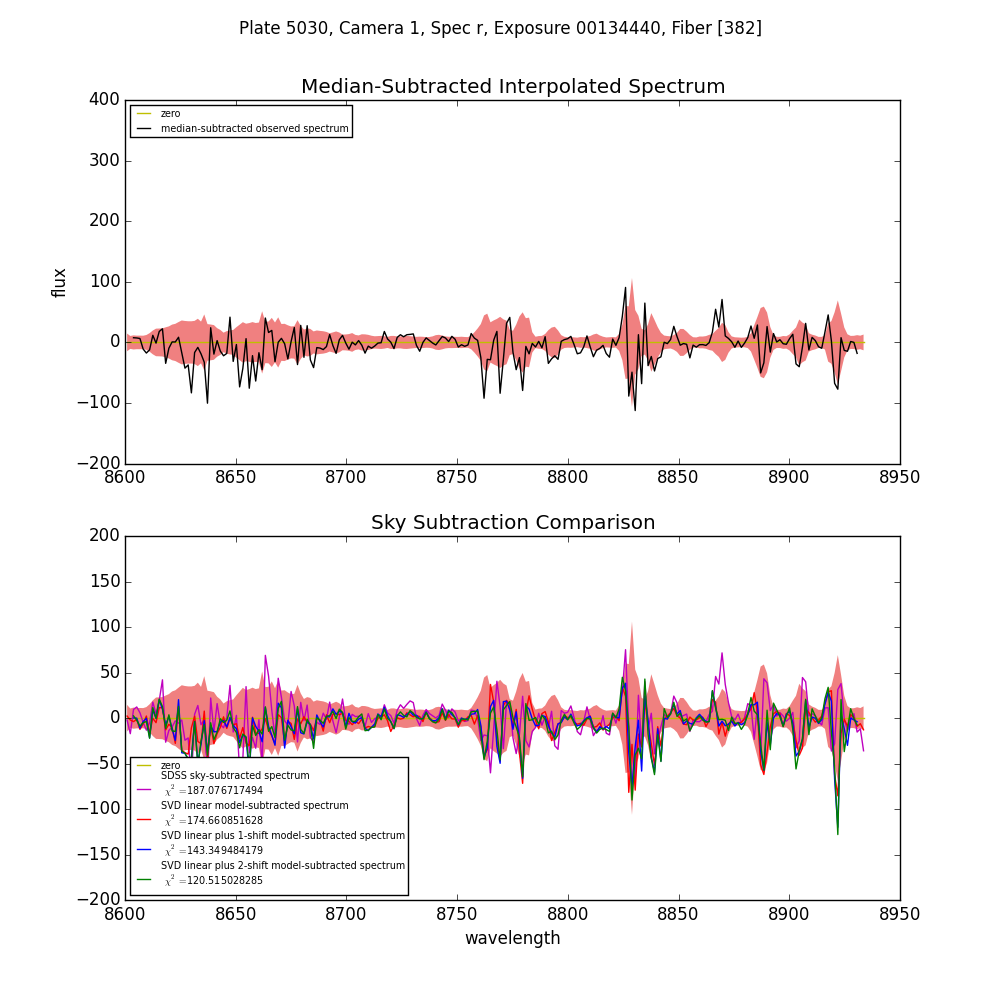 Plate 5030, Camera 1, Spec r, Exposure 00134440, Fiber [382]
Median-Subtracted Interpolated Spectrum
400
300
200
100
0
−100
−200
flux
zero
median-subtracted observed spectrum
8600 8650 8700 8750 8800 8850 8900 8950
Sky Subtraction Comparison
200
150
100
50
0
−50
−100
−150
−200
zero
SDSS sky-subtracted spectrum
χ² =187.076717494
SVD linear model-subtracted spectrum
χ² =174.660851628
SVD linear plus 1-shift model-subtracted spectrum
χ² =143.349484179
SVD linear plus 2-shift model-subtracted spectrum
χ² =120.515028285
8600 8650 8700 8750 8800 8850 8900 8950
wavelength